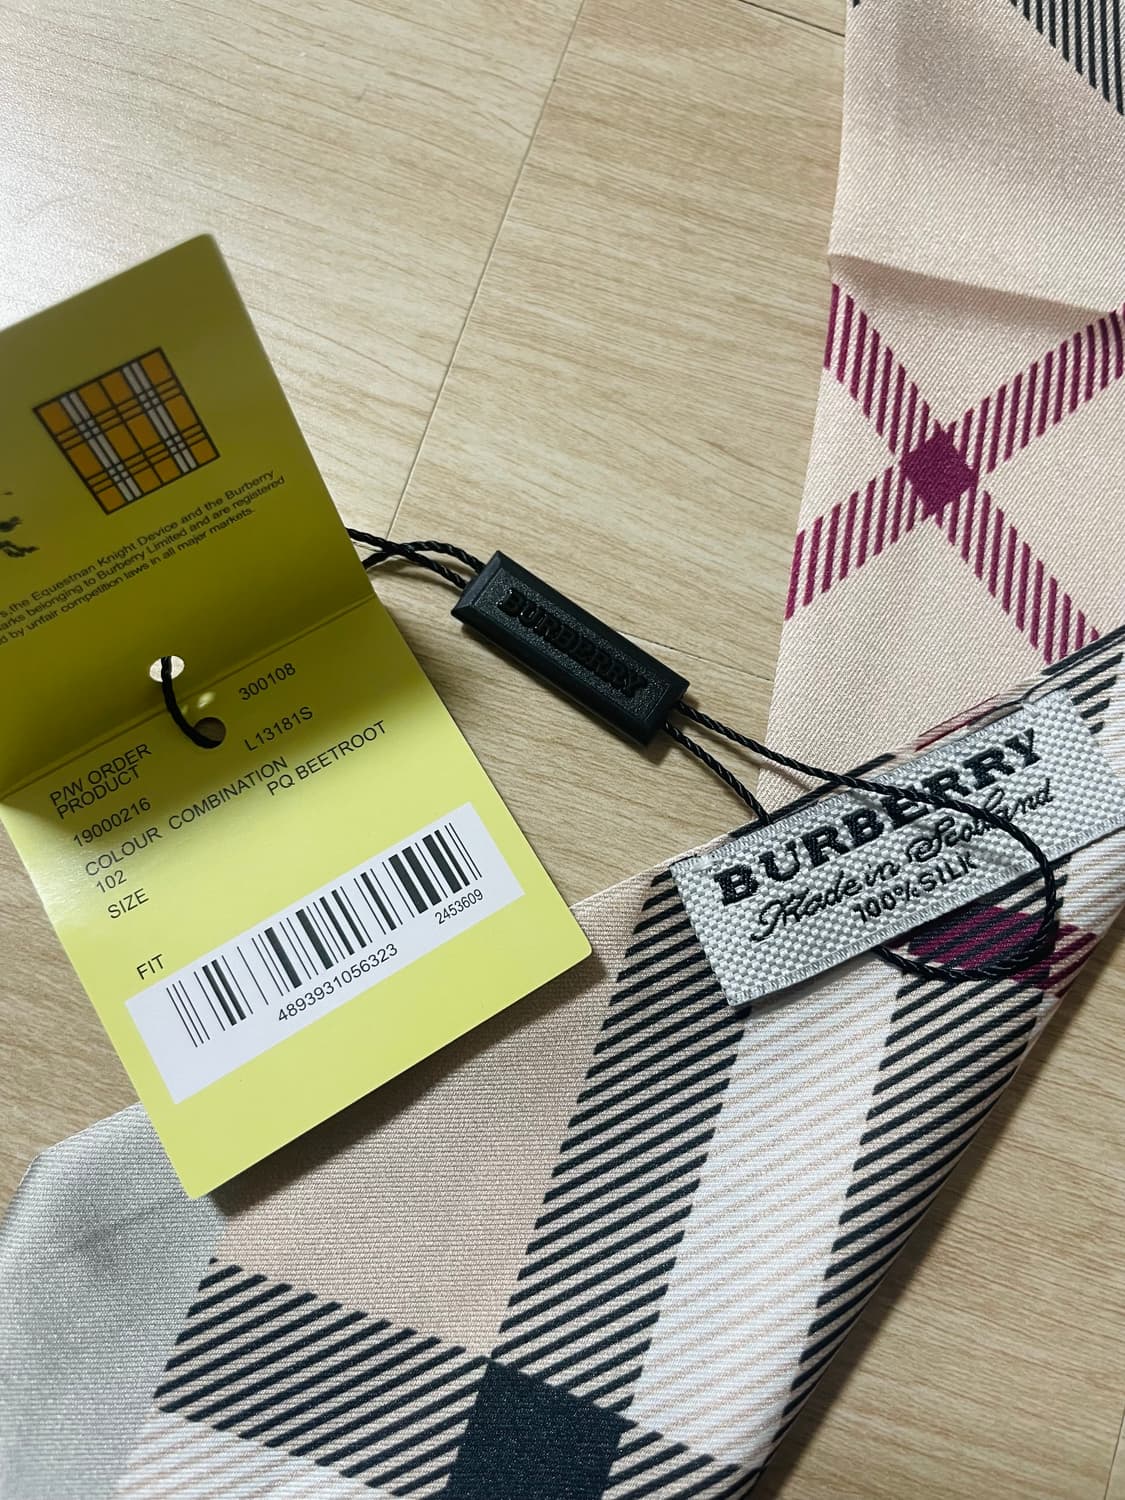 s,the Equestrian Knight Device and the Burberry
arks belonging to Burberry Limited and are registered
d by unfair competition laws in all major markets.
P/W ORDER 300108
PRODUCT
19000216 L13181S
COLOUR COMBINATION
102 PQ BEETROOT
SIZE
FIT
4893931056323
2453609
BURBERRY
BURBERRY
Made in Scotland
100%SILK